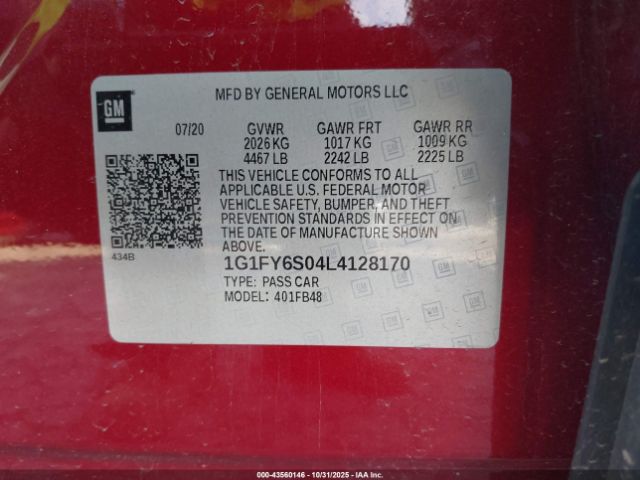 GM
MFD BY GENERAL MOTORS LLC
07/20 GVWR GAWR FRT GAWR RR
2026 KG 1017 KG 1009 KG
4467 LB 2242 LB 2225 LB
THIS VEHICLE CONFORMS TO ALL
APPLICABLE U.S. FEDERAL MOTOR
VEHICLE SAFETY, BUMPER, AND THEFT
PREVENTION STANDARDS IN EFFECT ON
THE DATE OF MANUFACTURE SHOWN
ABOVE.
434B
1G1FY6S04L4128170
TYPE: PASS CAR
MODEL: 401FB48
000-43560146 - 10/31/2025 - IAA Inc.